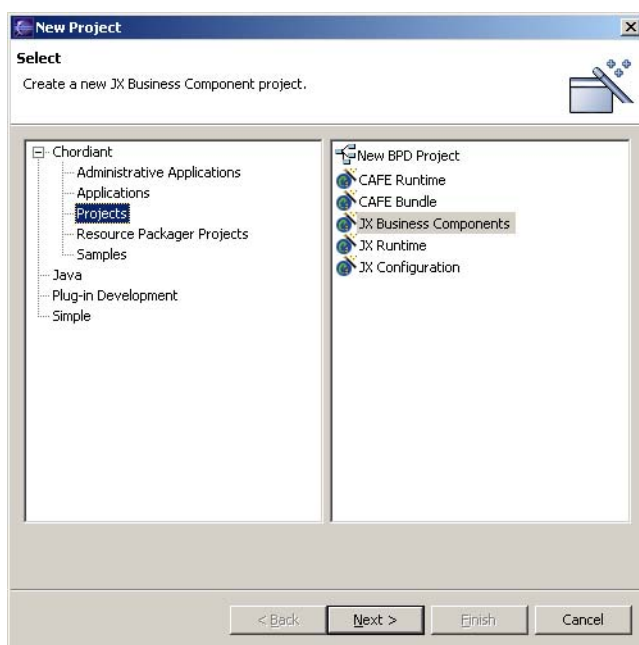 New Project
Select
Create a new JX Business Component project.
Chordiant
Administrative Applications
Applications
Projects
Resource Packager Projects
Samples
Java
Plug-in Development
Simple
New BPD Project
CAFE Runtime
CAFE Bundle
JX Business Components
JX Runtime
JX Configuration
< Back
Next >
Finish
Cancel